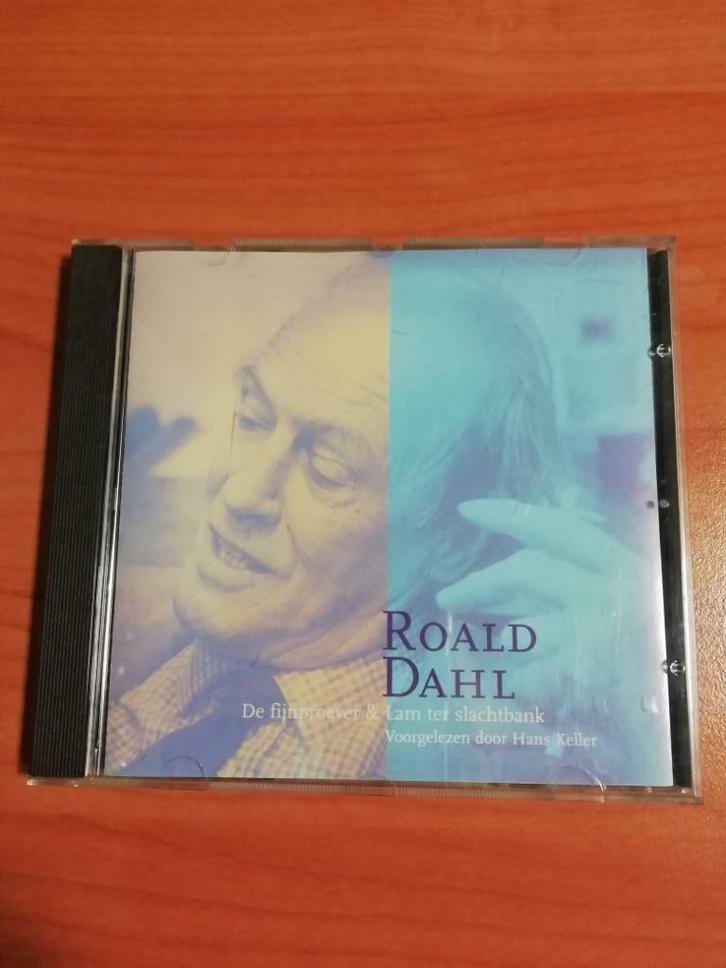 ROALD
DAHL
De fijnproever & Lam ter slachtbank
Voorgelezen door Hans Keller